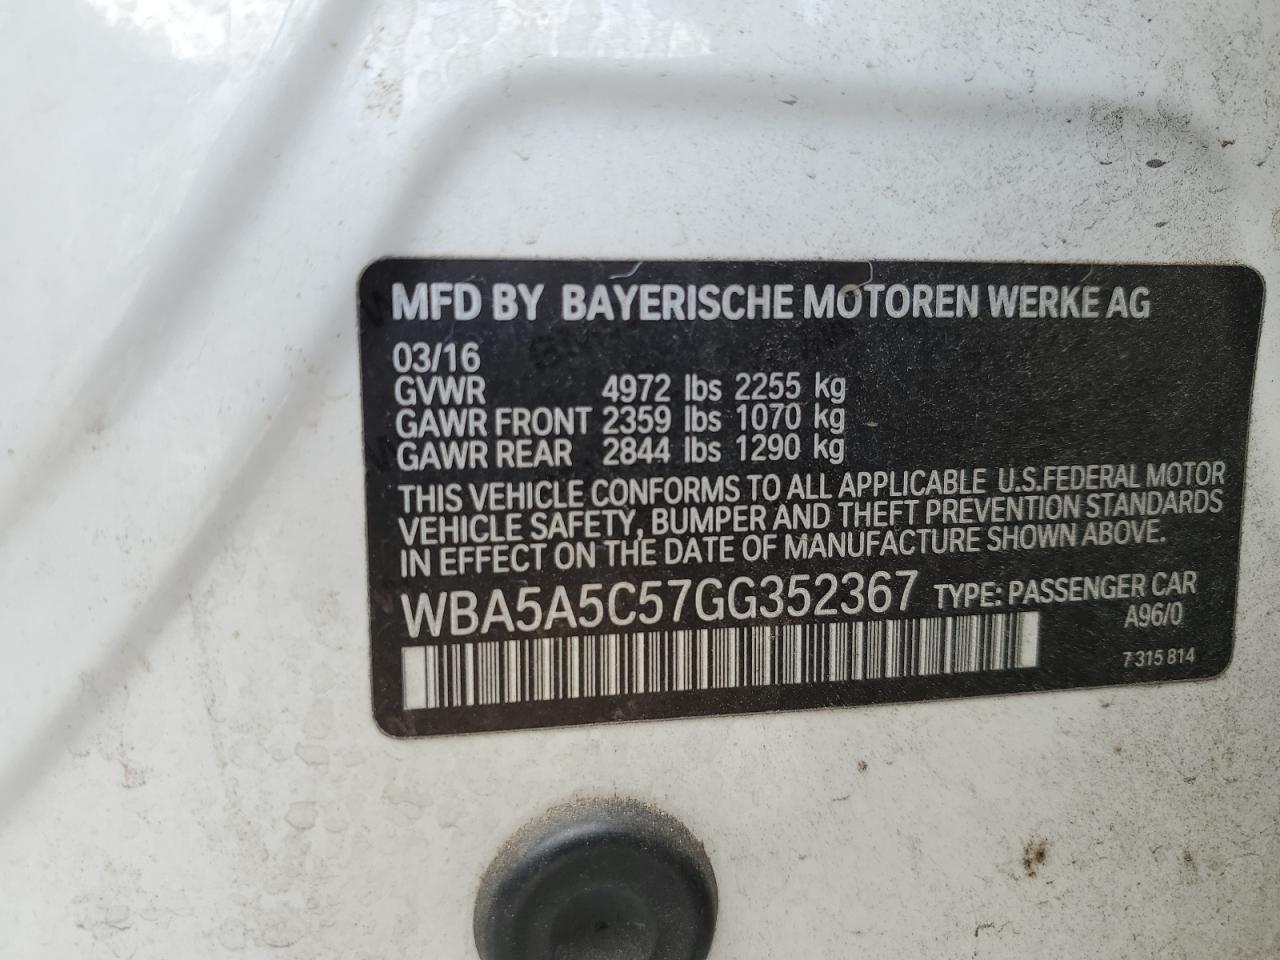 MFD BY BAYERISCHE MOTOREN WERKE AG
03/16
GVWR 4972 lbs 2255 kg
GAWR FRONT 2359 lbs 1070 kg
GAWR REAR 2844 lbs 1290 kg
THIS VEHICLE CONFORMS TO ALL APPLICABLE U.S.FEDERAL MOTOR
VEHICLE SAFETY, BUMPER AND THEFT PREVENTION STANDARDS
IN EFFECT ON THE DATE OF MANUFACTURE SHOWN ABOVE.
WBA5A5C57GG352367 TYPE: PASSENGER CAR
A96/0
7 315 814